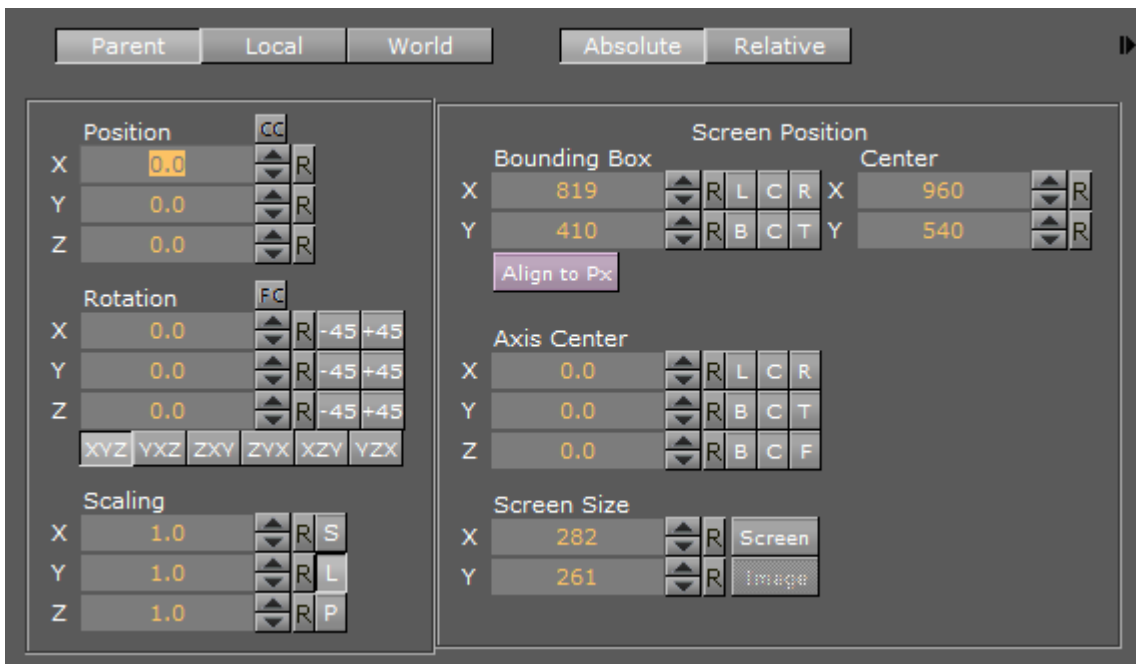 Parent Local World Absolute Relative
Position CC
X 0.0 R
Y 0.0 R
Z 0.0 R
Rotation FC
X 0.0 R -45 +45
Y 0.0 R -45 +45
Z 0.0 R -45 +45
XYZ YXZ ZXY ZYX XZY YZX
Scaling
X 1.0 R S
Y 1.0 R L
Z 1.0 R P
Screen Position
Bounding Box Center
X 819 R L C R X 960 R
Y 410 R B C T Y 540 R
Align to Px
Axis Center
X 0.0 R L C R
Y 0.0 R B C T
Z 0.0 R B C F
Screen Size
X 282 R Screen
Y 261 R Image